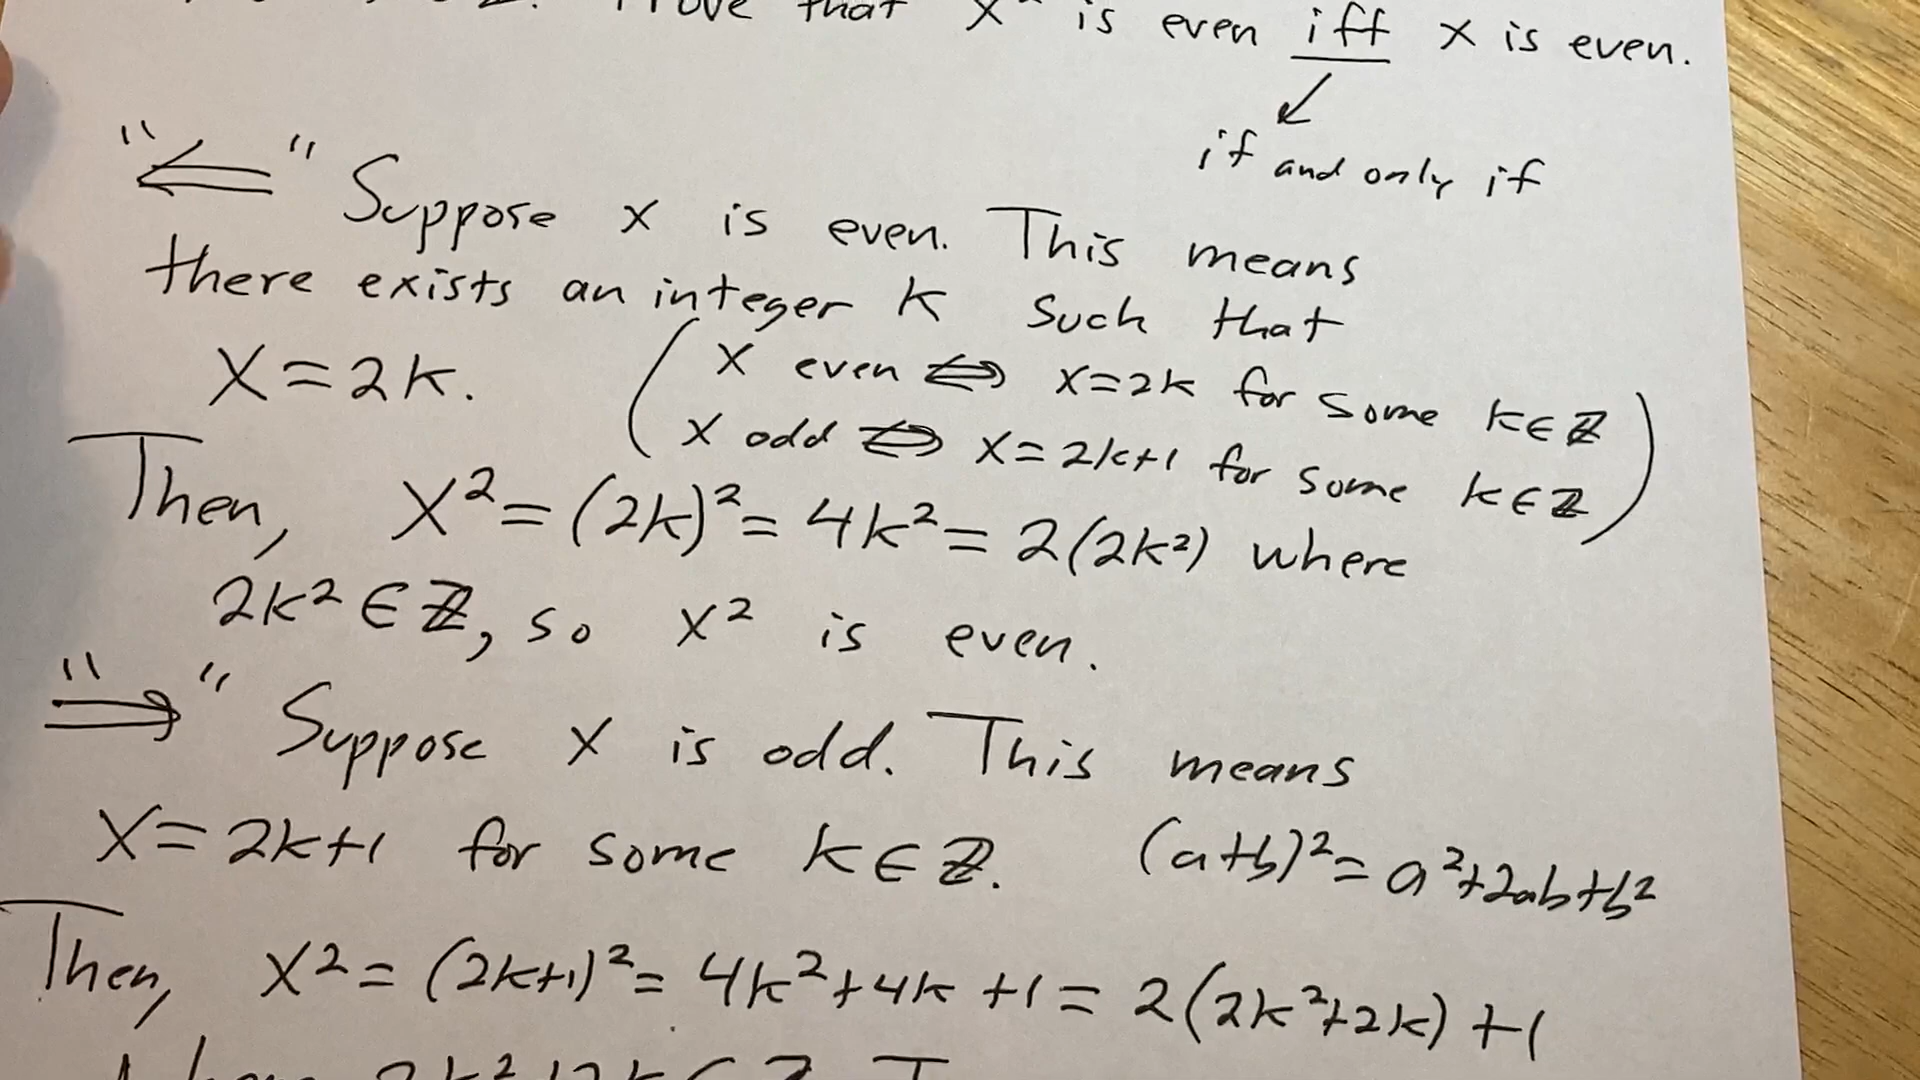 Prove that x² is even iff x is even.
if and only if
"⇐" Suppose x is even. This means
there exists an integer k such that
x=2k.
(x even ⇔ x=2k for some k∈ℤ
x odd ⇔ x=2k+1 for some k∈ℤ)
Then, x²=(2k)²=4k²=2(2k²) where
2k²∈ℤ, so x² is even.
"⇒" Suppose x is odd. This means
x=2k+1 for some k∈ℤ.
(a+b)²=a²+2ab+b²
Then, x²=(2k+1)²=4k²+4k+1=2(2k²+2k)+1